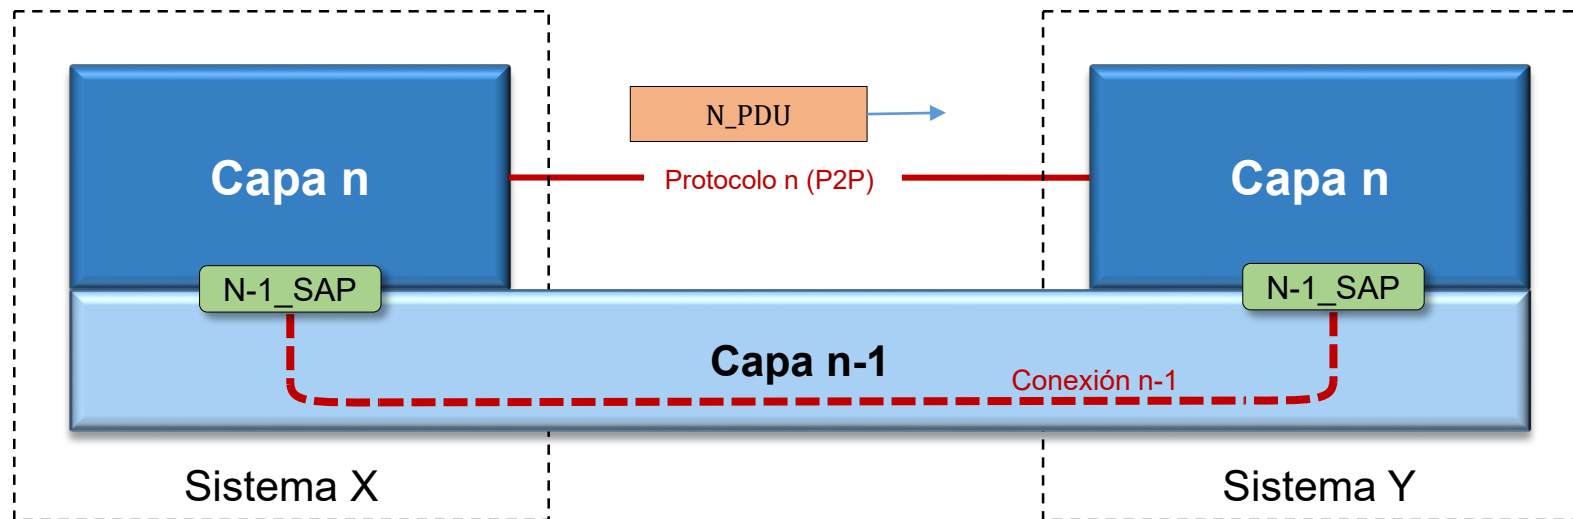 N_PDU
Capa n
Protocolo n (P2P)
Capa n
N-1_SAP
N-1_SAP
Capa n-1
Conexión n-1
Sistema X
Sistema Y